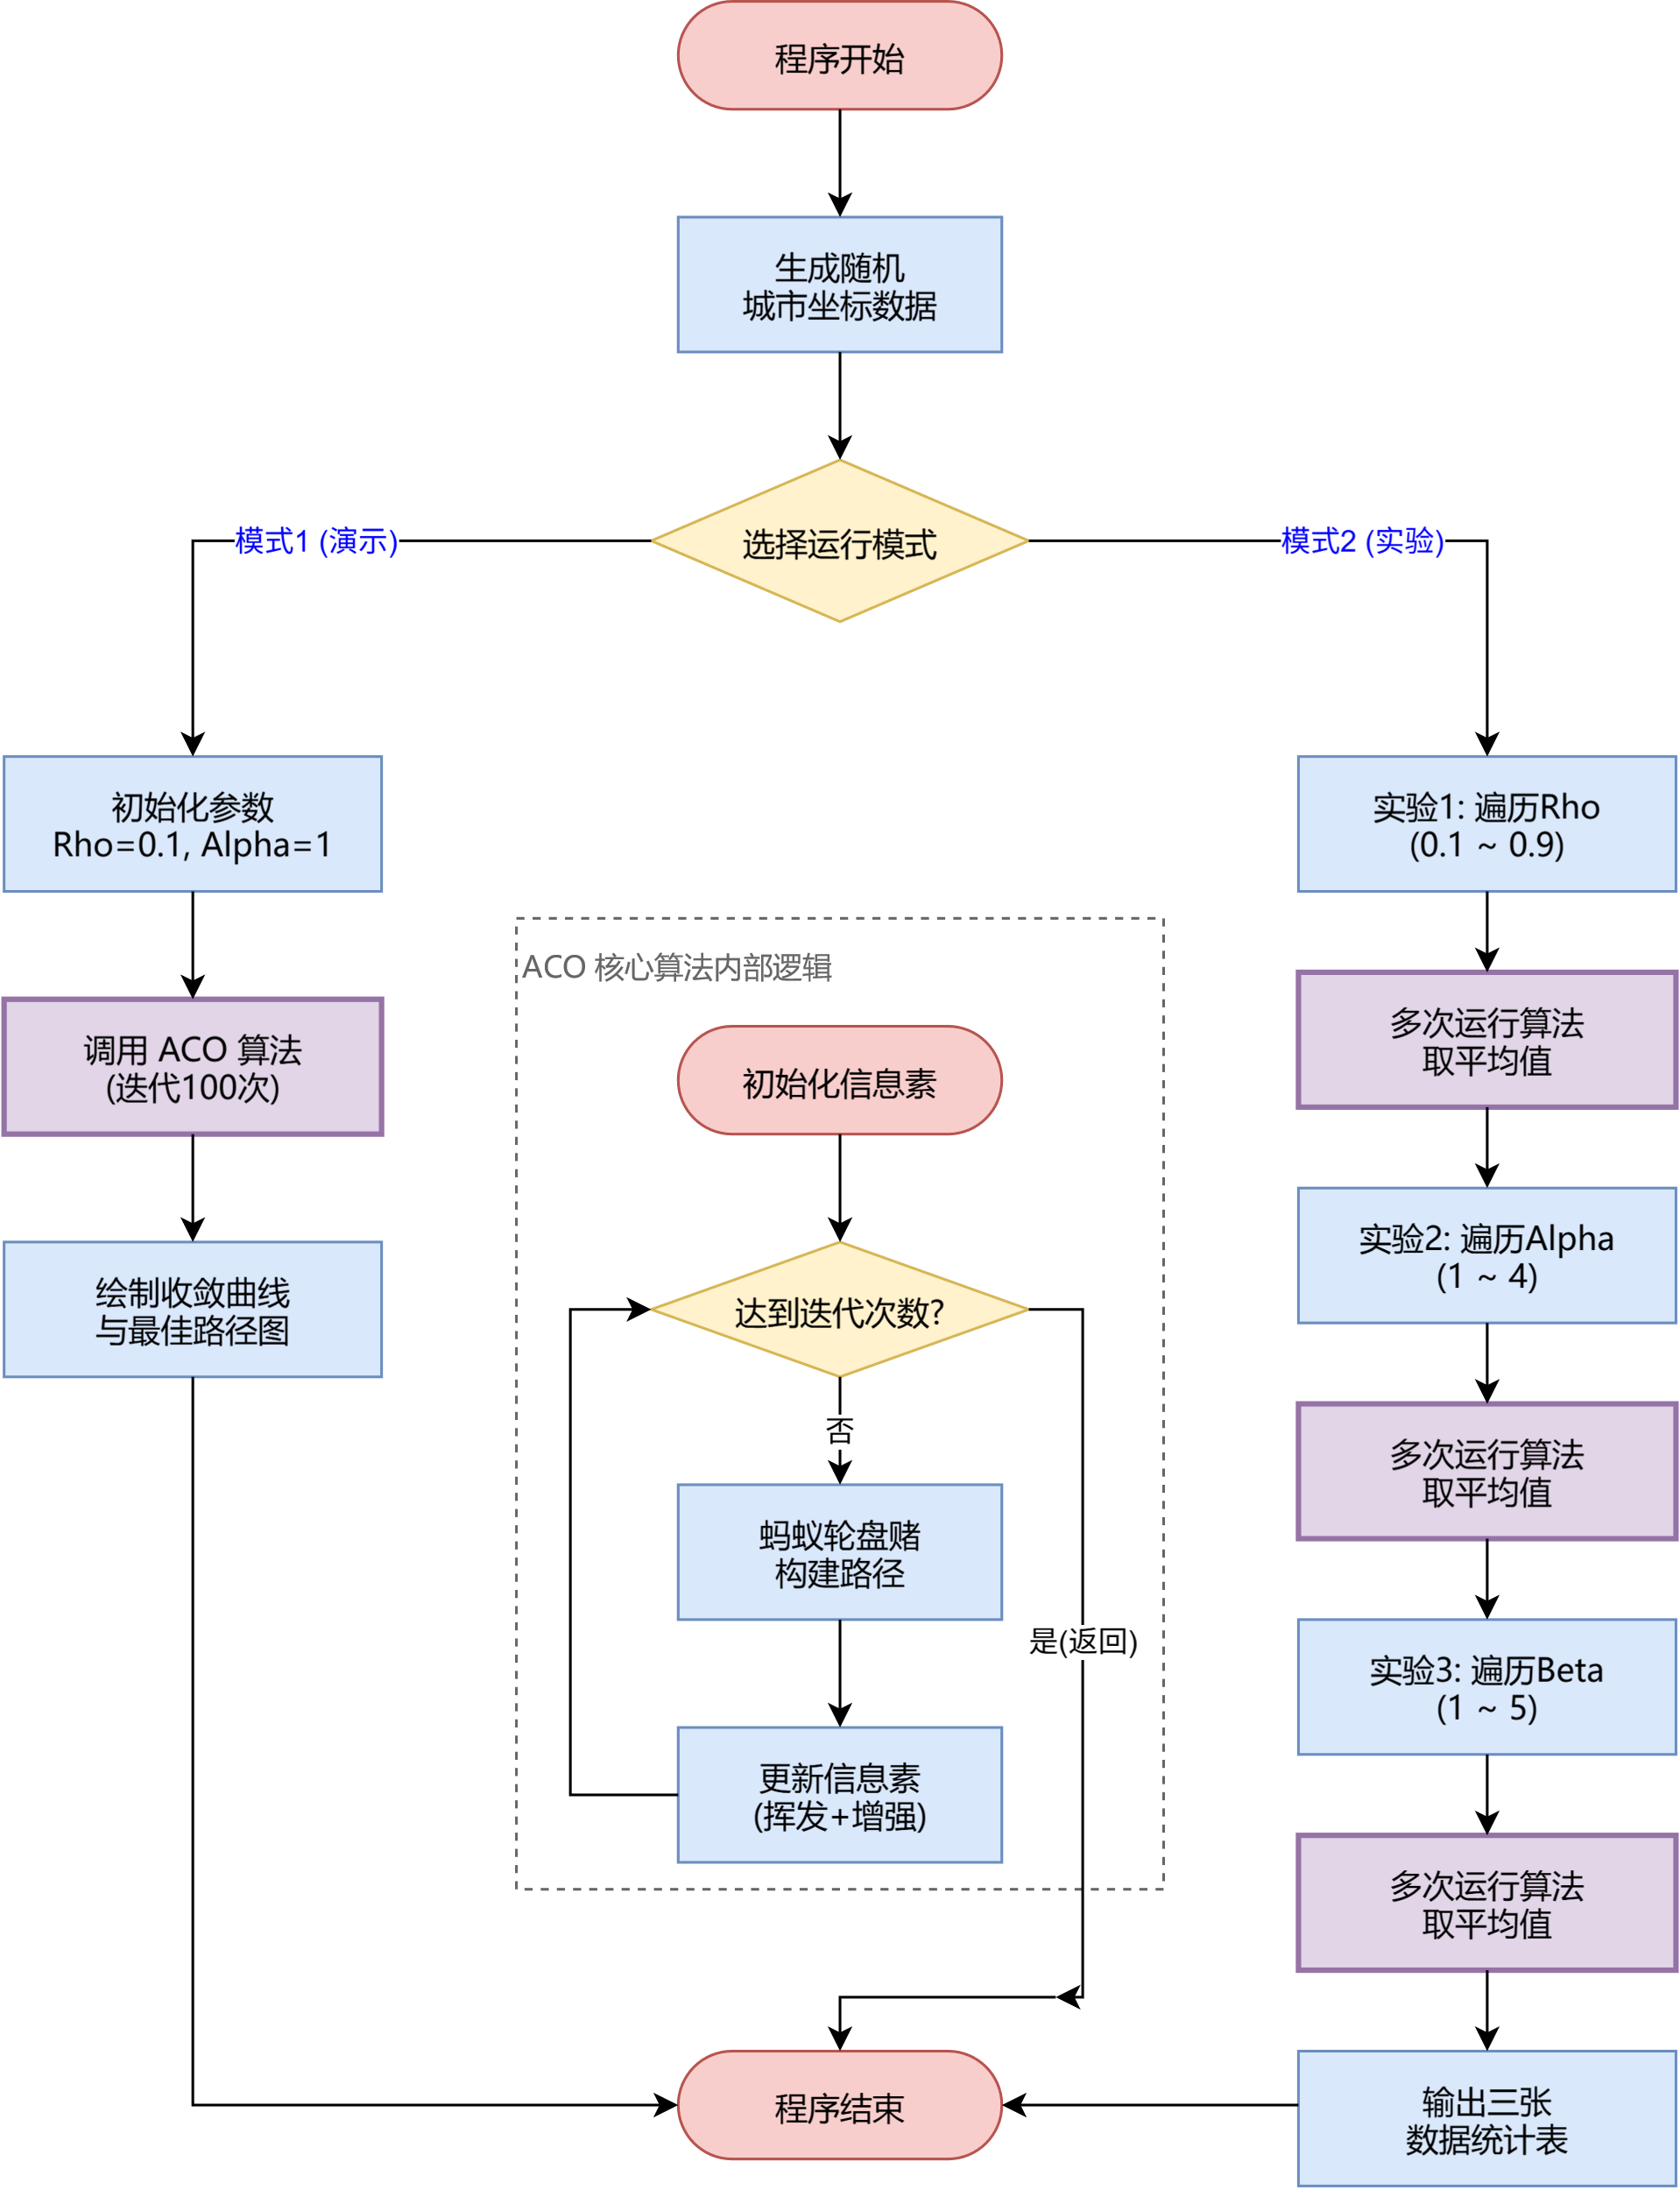 程序开始
生成随机
城市坐标数据
选择运行模式
模式1 (演示)
模式2 (实验)
初始化参数
Rho=0.1, Alpha=1
调用 ACO 算法
(迭代100次)
绘制收敛曲线
与最佳路径图
ACO 核心算法内部逻辑
初始化信息素
达到迭代次数?
否
蚂蚁轮盘赌
构建路径
是(返回)
更新信息素
(挥发+增强)
实验1: 遍历Rho
(0.1 ~ 0.9)
多次运行算法
取平均值
实验2: 遍历Alpha
(1 ~ 4)
多次运行算法
取平均值
实验3: 遍历Beta
(1 ~ 5)
多次运行算法
取平均值
输出三张
数据统计表
程序结束